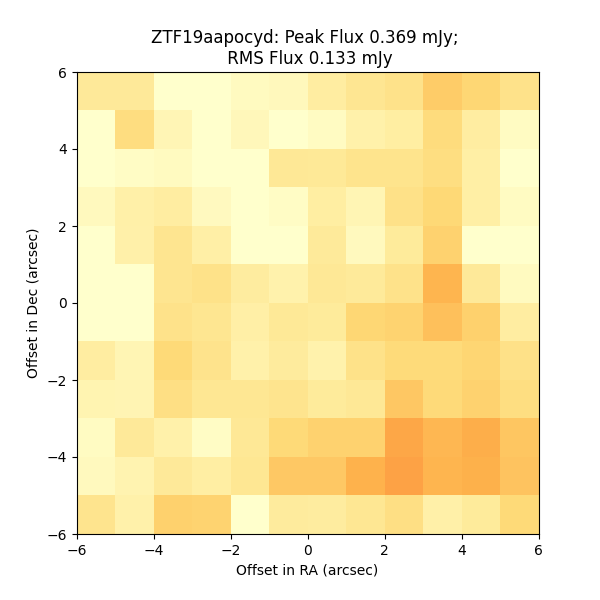 ZTF19aapocyd: Peak Flux 0.369 mJy;
RMS Flux 0.133 mJy
6
4
2
0
−2
−4
−6
Offset in Dec (arcsec)
−6 −4 −2 0 2 4 6
Offset in RA (arcsec)